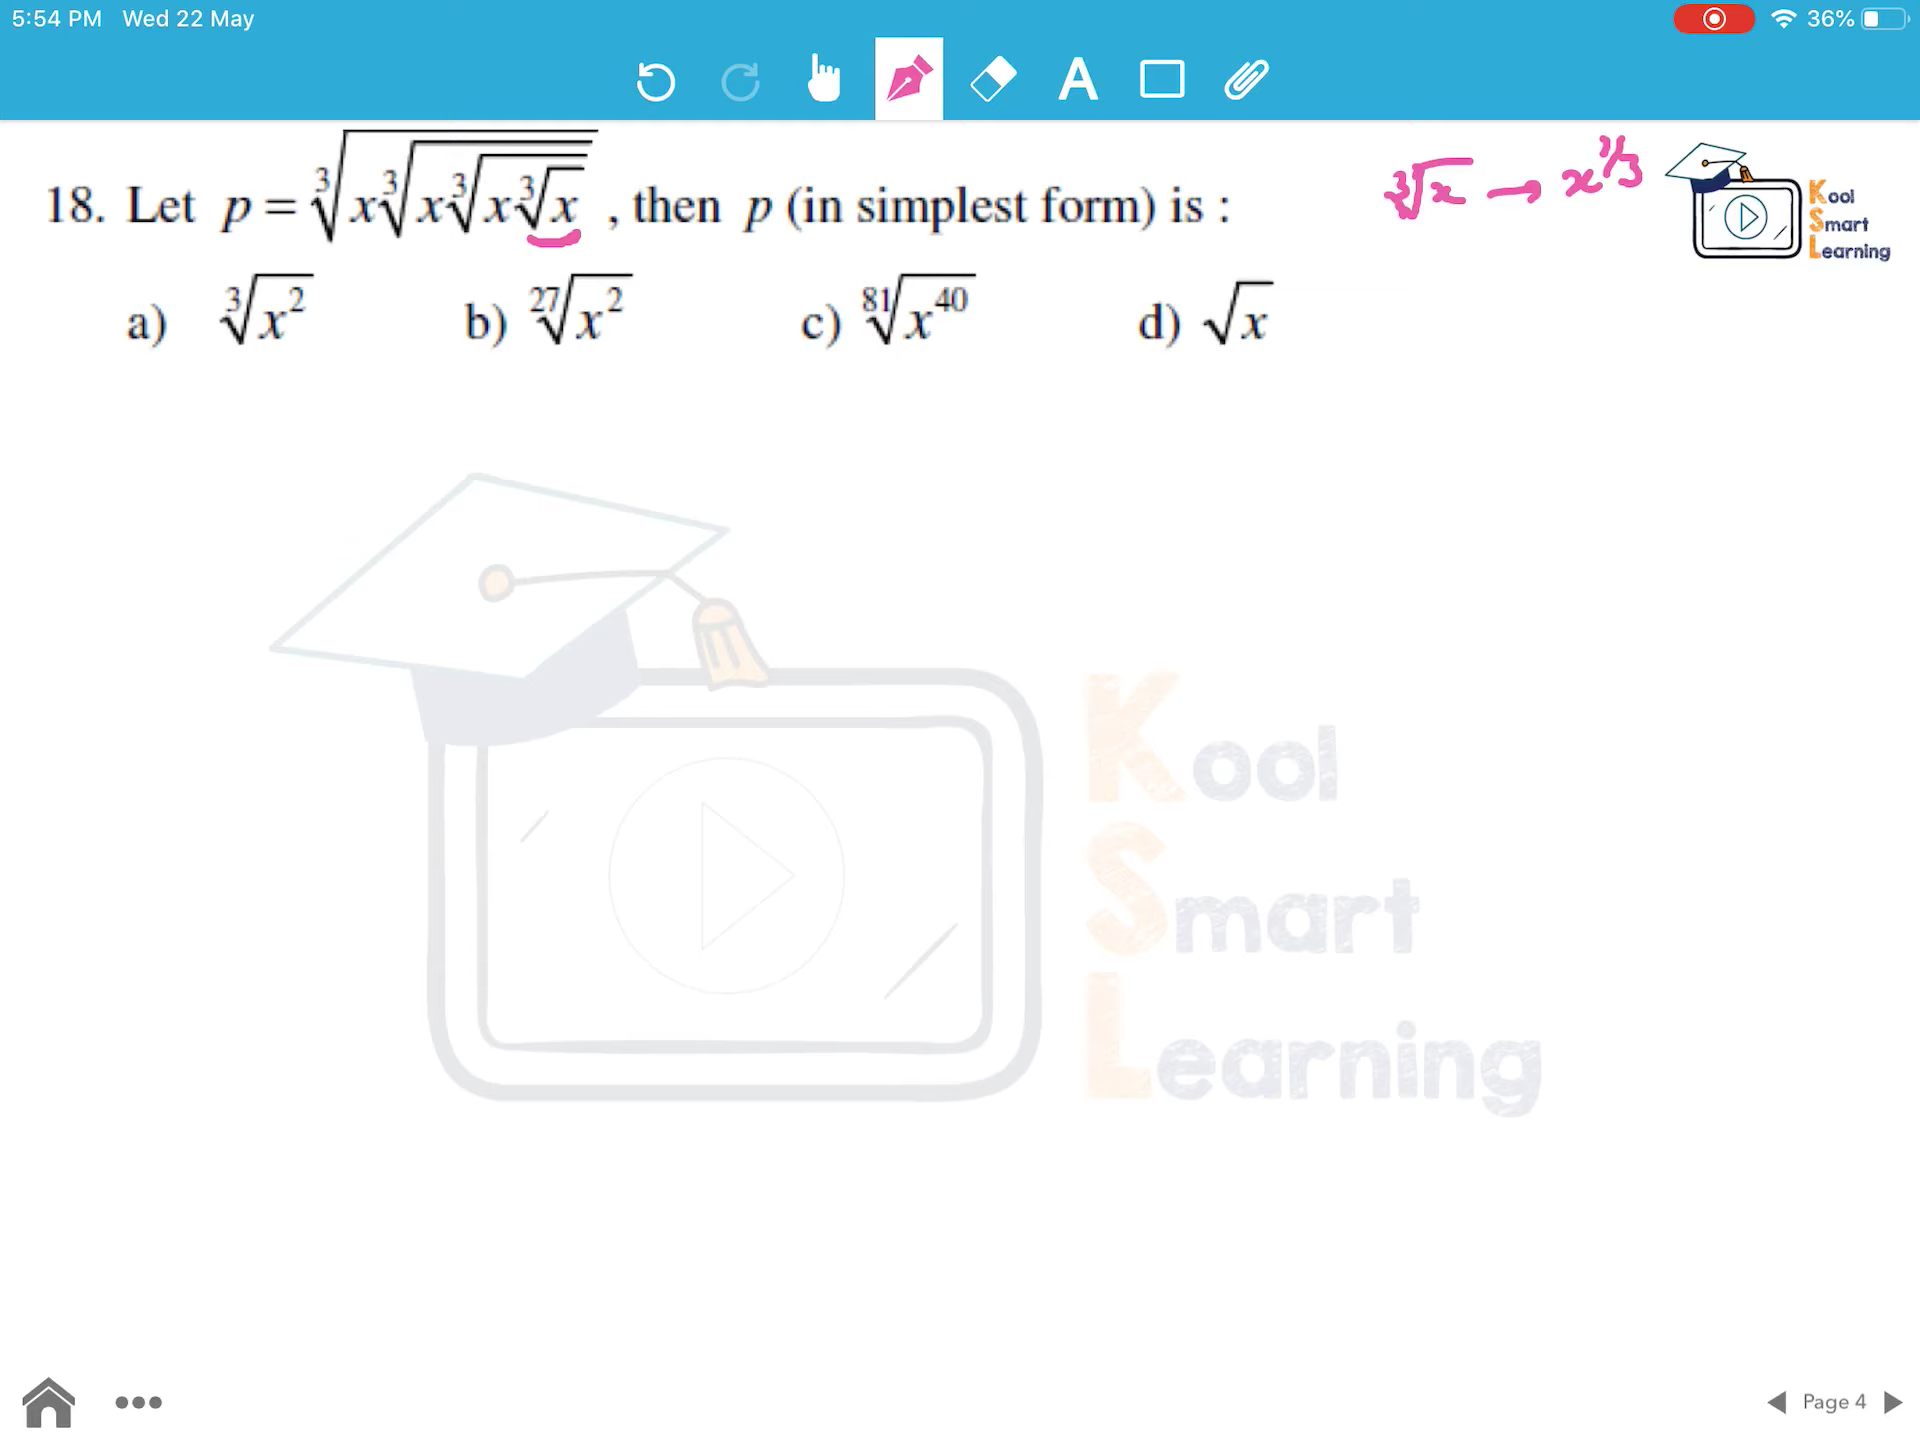 5:54 PM Wed 22 May
36%
A
18. Let p = ∛(x∛(x∛(x∛x))) , then p (in simplest form) is :
∛x → x^1/3
Kool
Smart
Learning
a) ∛(x²) b) ²⁷√(x²) c) ⁸¹√(x⁴⁰) d) √x
Kool
Smart
Learning
Page 4